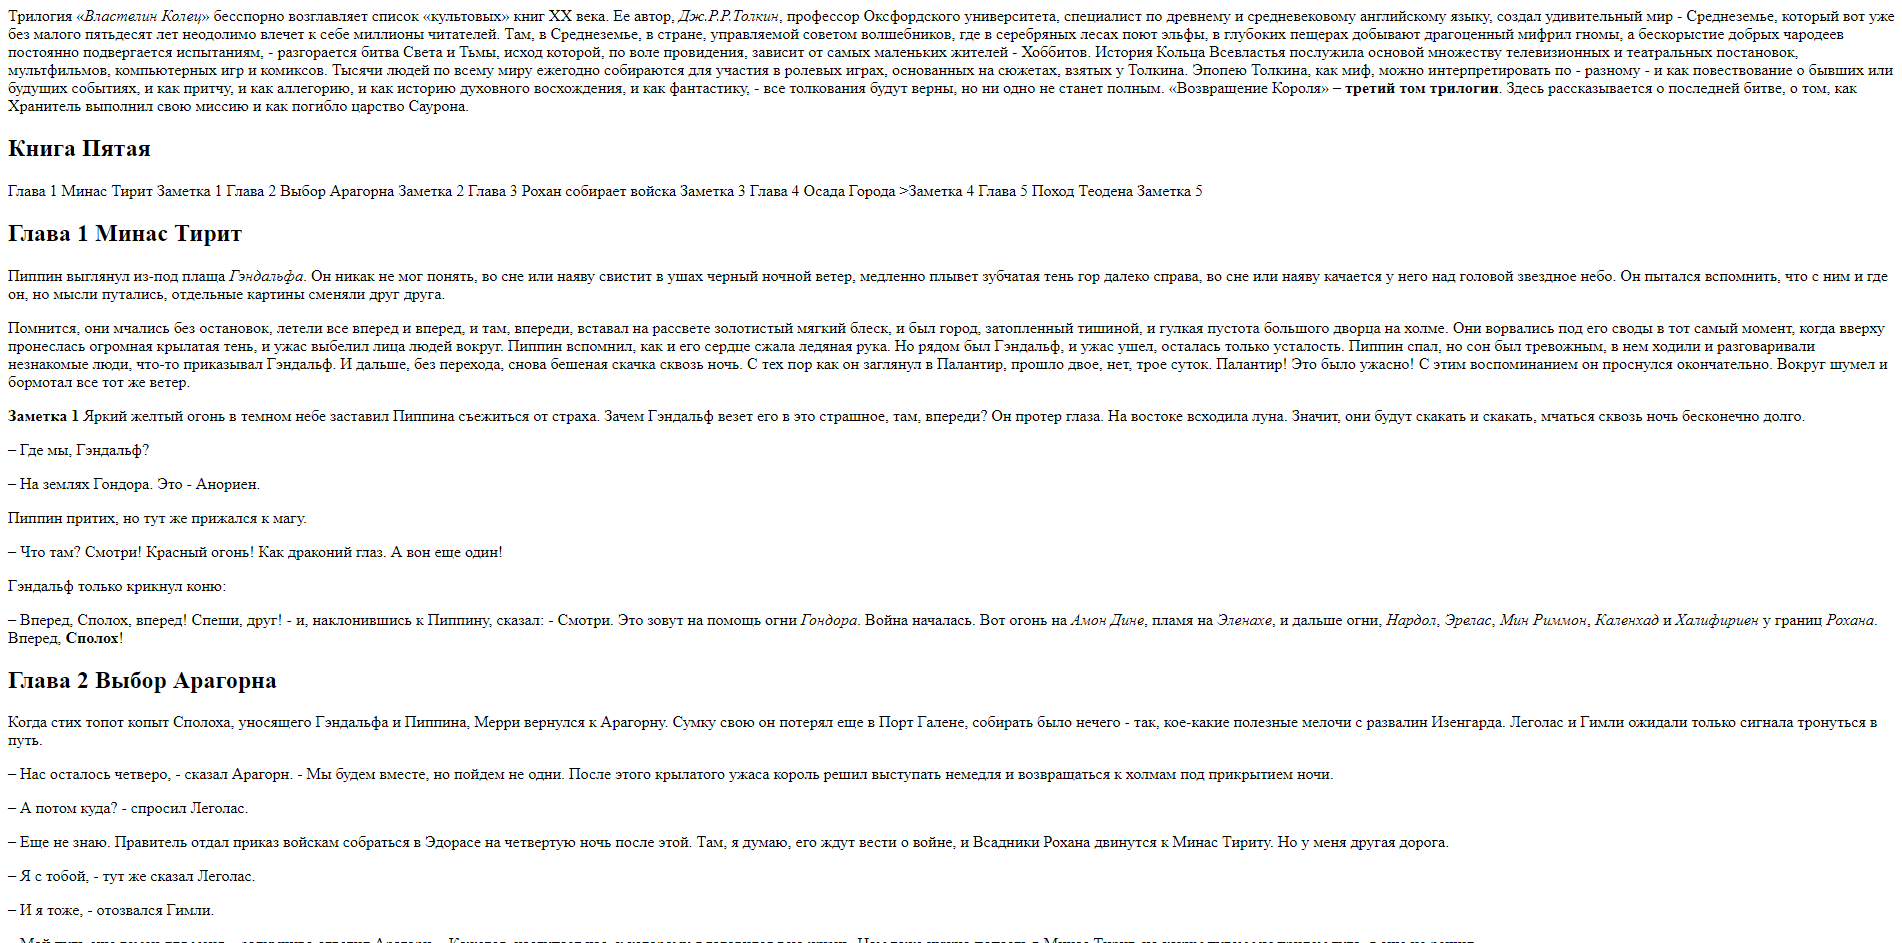 Трилогия «Властелин Колец» бесспорно возглавляет список «культовых» книг XX века. Ее автор, Дж.Р.Р.Толкин, профессор Оксфордского университета, специалист по древнему и средневековому английскому языку, создал удивительный мир - Среднеземье, который вот уже
без малого пятьдесят лет неодолимо влечет к себе миллионы читателей. Там, в Среднеземье, в стране, управляемой советом волшебников, где в серебряных лесах поют эльфы, в глубоких пещерах добывают драгоценный мифрил гномы, а бескорыстие добрых чародеев
постоянно подвергается испытаниям, - разгорается битва Света и Тьмы, исход которой, по воле провидения, зависит от самых маленьких жителей - Хоббитов. История Кольца Всевластья послужила основой множеству телевизионных и театральных постановок,
мультфильмов, компьютерных игр и комиксов. Тысячи людей по всему миру ежегодно собираются для участия в ролевых играх, основанных на сюжетах, взятых у Толкина. Эпопею Толкина, как миф, можно интерпретировать по - разному - и как повествование о бывших или
будущих событиях, и как притчу, и как аллегорию, и как историю духовного восхождения, и как фантастику, - все толкования будут верны, но ни одно не станет полным. «Возвращение Короля» – третий том трилогии. Здесь рассказывается о последней битве, о том, как
Хранитель выполнил свою миссию и как погибло царство Саурона.
Книга Пятая
Глава 1 Минас Тирит Заметка 1 Глава 2 Выбор Арагорна Заметка 2 Глава 3 Рохан собирает войска Заметка 3 Глава 4 Осада Города >Заметка 4 Глава 5 Поход Теодена Заметка 5
Глава 1 Минас Тирит
Пиппин выглянул из-под плаща Гэндальфа. Он никак не мог понять, во сне или наяву свистит в ушах черный ночной ветер, медленно плывет зубчатая тень гор далеко справа, во сне или наяву качается у него над головой звездное небо. Он пытался вспомнить, что с ним и где
он, но мысли путались, отдельные картины сменяли друг друга.
Помнится, они мчались без остановок, летели все вперед и вперед, и там, впереди, вставал на рассвете золотистый мягкий блеск, и был город, затопленный тишиной, и гулкая пустота большого дворца на холме. Они ворвались под его своды в тот самый момент, когда вверху
пронеслась огромная крылатая тень, и ужас выбелил лица людей вокруг. Пиппин вспомнил, как и его сердце сжала ледяная рука. Но рядом был Гэндальф, и ужас ушел, осталась только усталость. Пиппин спал, но сон был тревожным, в нем ходили и разговаривали
незнакомые люди, что-то приказывал Гэндальф. И дальше, без перехода, снова бешеная скачка сквозь ночь. С тех пор как он заглянул в Палантир, прошло двое, нет, трое суток. Палантир! Это было ужасно! С этим воспоминанием он проснулся окончательно. Вокруг шумел и
бормотал все тот же ветер.
Заметка 1 Яркий желтый огонь в темном небе заставил Пиппина съежиться от страха. Зачем Гэндальф везет его в это страшное, там, впереди? Он протер глаза. На востоке всходила луна. Значит, они будут скакать и скакать, мчаться сквозь ночь бесконечно долго.
– Где мы, Гэндальф?
– На землях Гондора. Это - Анориен.
Пиппин притих, но тут же прижался к магу.
– Что там? Смотри! Красный огонь! Как драконий глаз. А вон еще один!
Гэндальф только крикнул коню:
– Вперед, Сполох, вперед! Спеши, друг! - и, наклонившись к Пиппину, сказал: - Смотри. Это зовут на помощь огни Гондора. Война началась. Вот огонь на Амон Дине, пламя на Эленахе, и дальше огни, Нардол, Эрелас, Мин Риммон, Каленхад и Халифириен у границ Рохана.
Вперед, Сполох!
Глава 2 Выбор Арагорна
Когда стих топот копыт Сполоха, уносящего Гэндальфа и Пиппина, Мерри вернулся к Арагорну. Сумку свою он потерял еще в Порт Галене, собирать было нечего - так, кое-какие полезные мелочи с развалин Изенгарда. Леголас и Гимли ожидали только сигнала тронуться в
путь.
– Нас осталось четверо, - сказал Арагорн. - Мы будем вместе, но пойдем не одни. После этого крылатого ужаса король решил выступать немедля и возвращаться к холмам под прикрытием ночи.
– А потом куда? - спросил Леголас.
– Еще не знаю. Правитель отдал приказ войскам собраться в Эдорасе на четвертую ночь после этой. Там, я думаю, его ждут вести о войне, и Всадники Рохана двинутся к Минас Тириту. Но у меня другая дорога.
– Я с тобой, - тут же сказал Леголас.
– И я тоже, - отозвался Гимли.